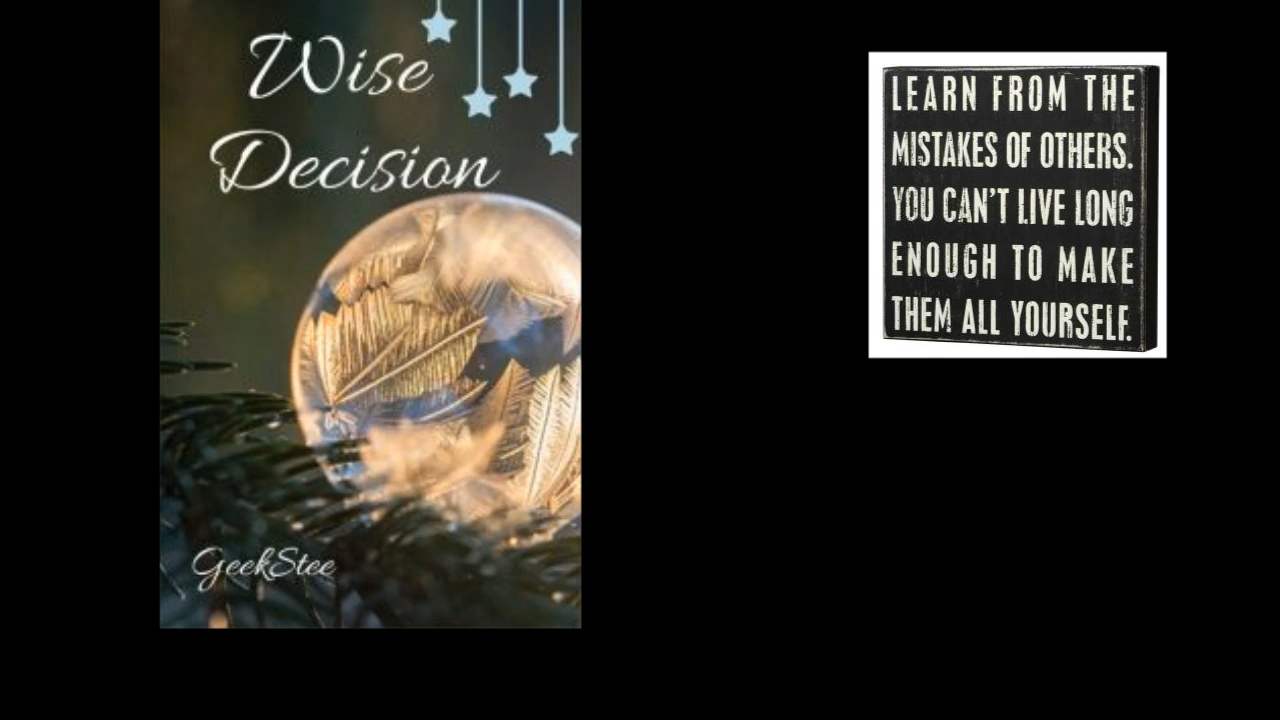 Wise
Decision
GeekStee
LEARN FROM THE
MISTAKES OF OTHERS.
YOU CAN'T LIVE LONG
ENOUGH TO MAKE
THEM ALL YOURSELF.